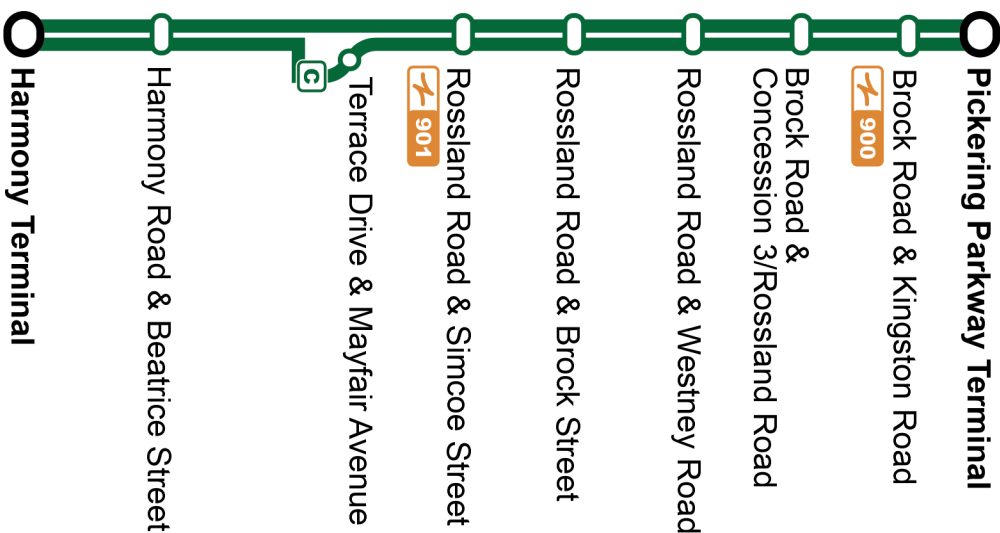 Pickering Parkway Terminal
Brock Road & Kingston Road
900
Brock Road &
Concession 3/Rossland Road
Rossland Road & Westney Road
Rossland Road & Brock Street
Rossland Road & Simcoe Street
901
Terrace Drive & Mayfair Avenue
C
Harmony Road & Beatrice Street
Harmony Terminal